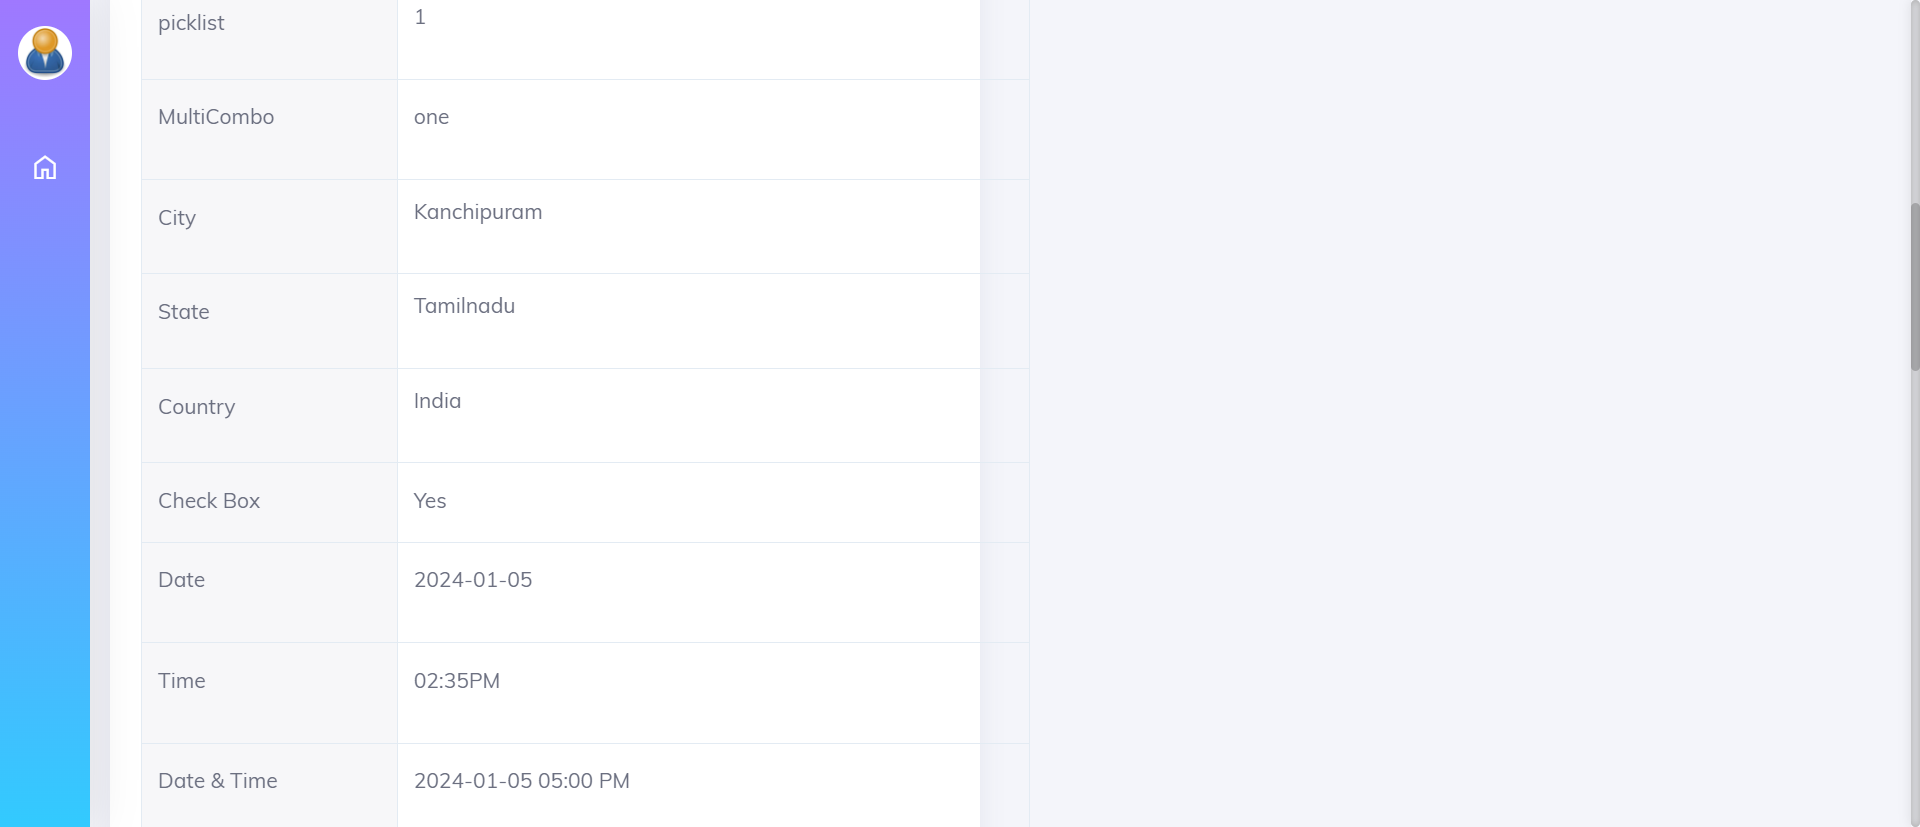 picklist 1
MultiCombo one
City Kanchipuram
State Tamilnadu
Country India
Check Box Yes
Date 2024-01-05
Time 02:35PM
Date & Time 2024-01-05 05:00 PM